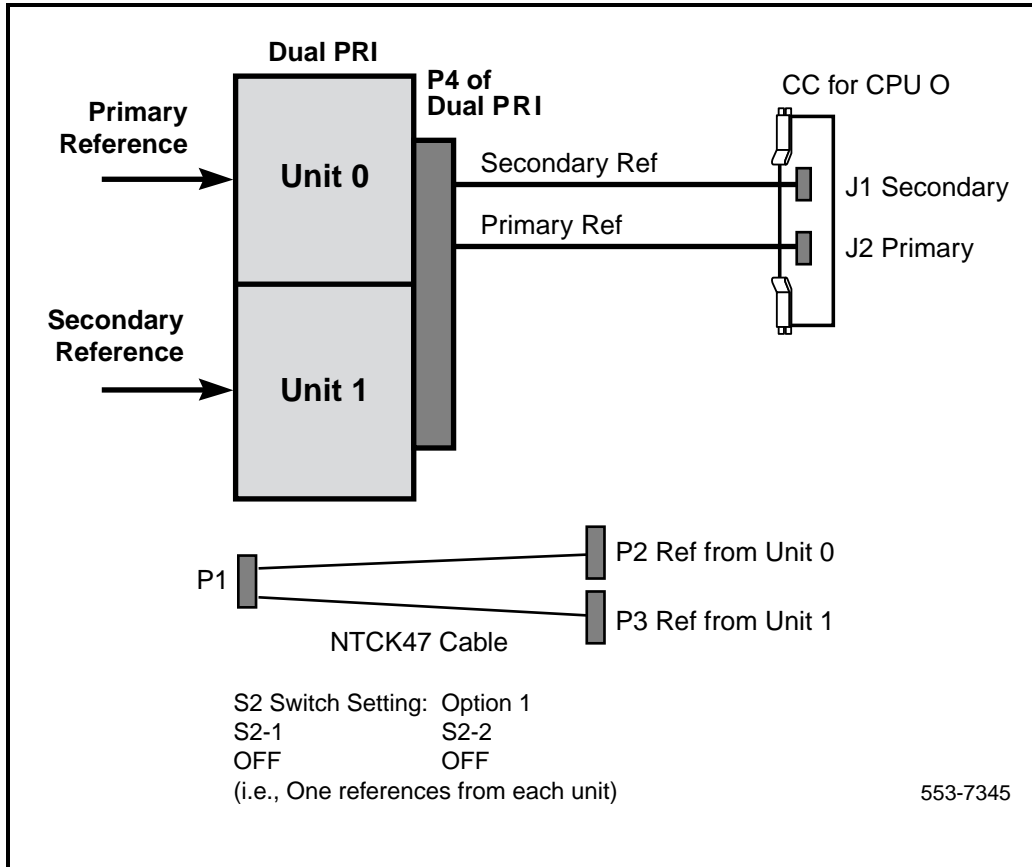 Dual PRI
P4 of
Dual PRI
CC for CPU O
Primary
Reference
Unit 0
Secondary Ref
J1 Secondary
Primary Ref
J2 Primary
Secondary
Reference
Unit 1
P1
P2 Ref from Unit 0
P3 Ref from Unit 1
NTCK47 Cable
S2 Switch Setting: Option 1
S2-1 S2-2
OFF OFF
(i.e., One references from each unit)
553-7345